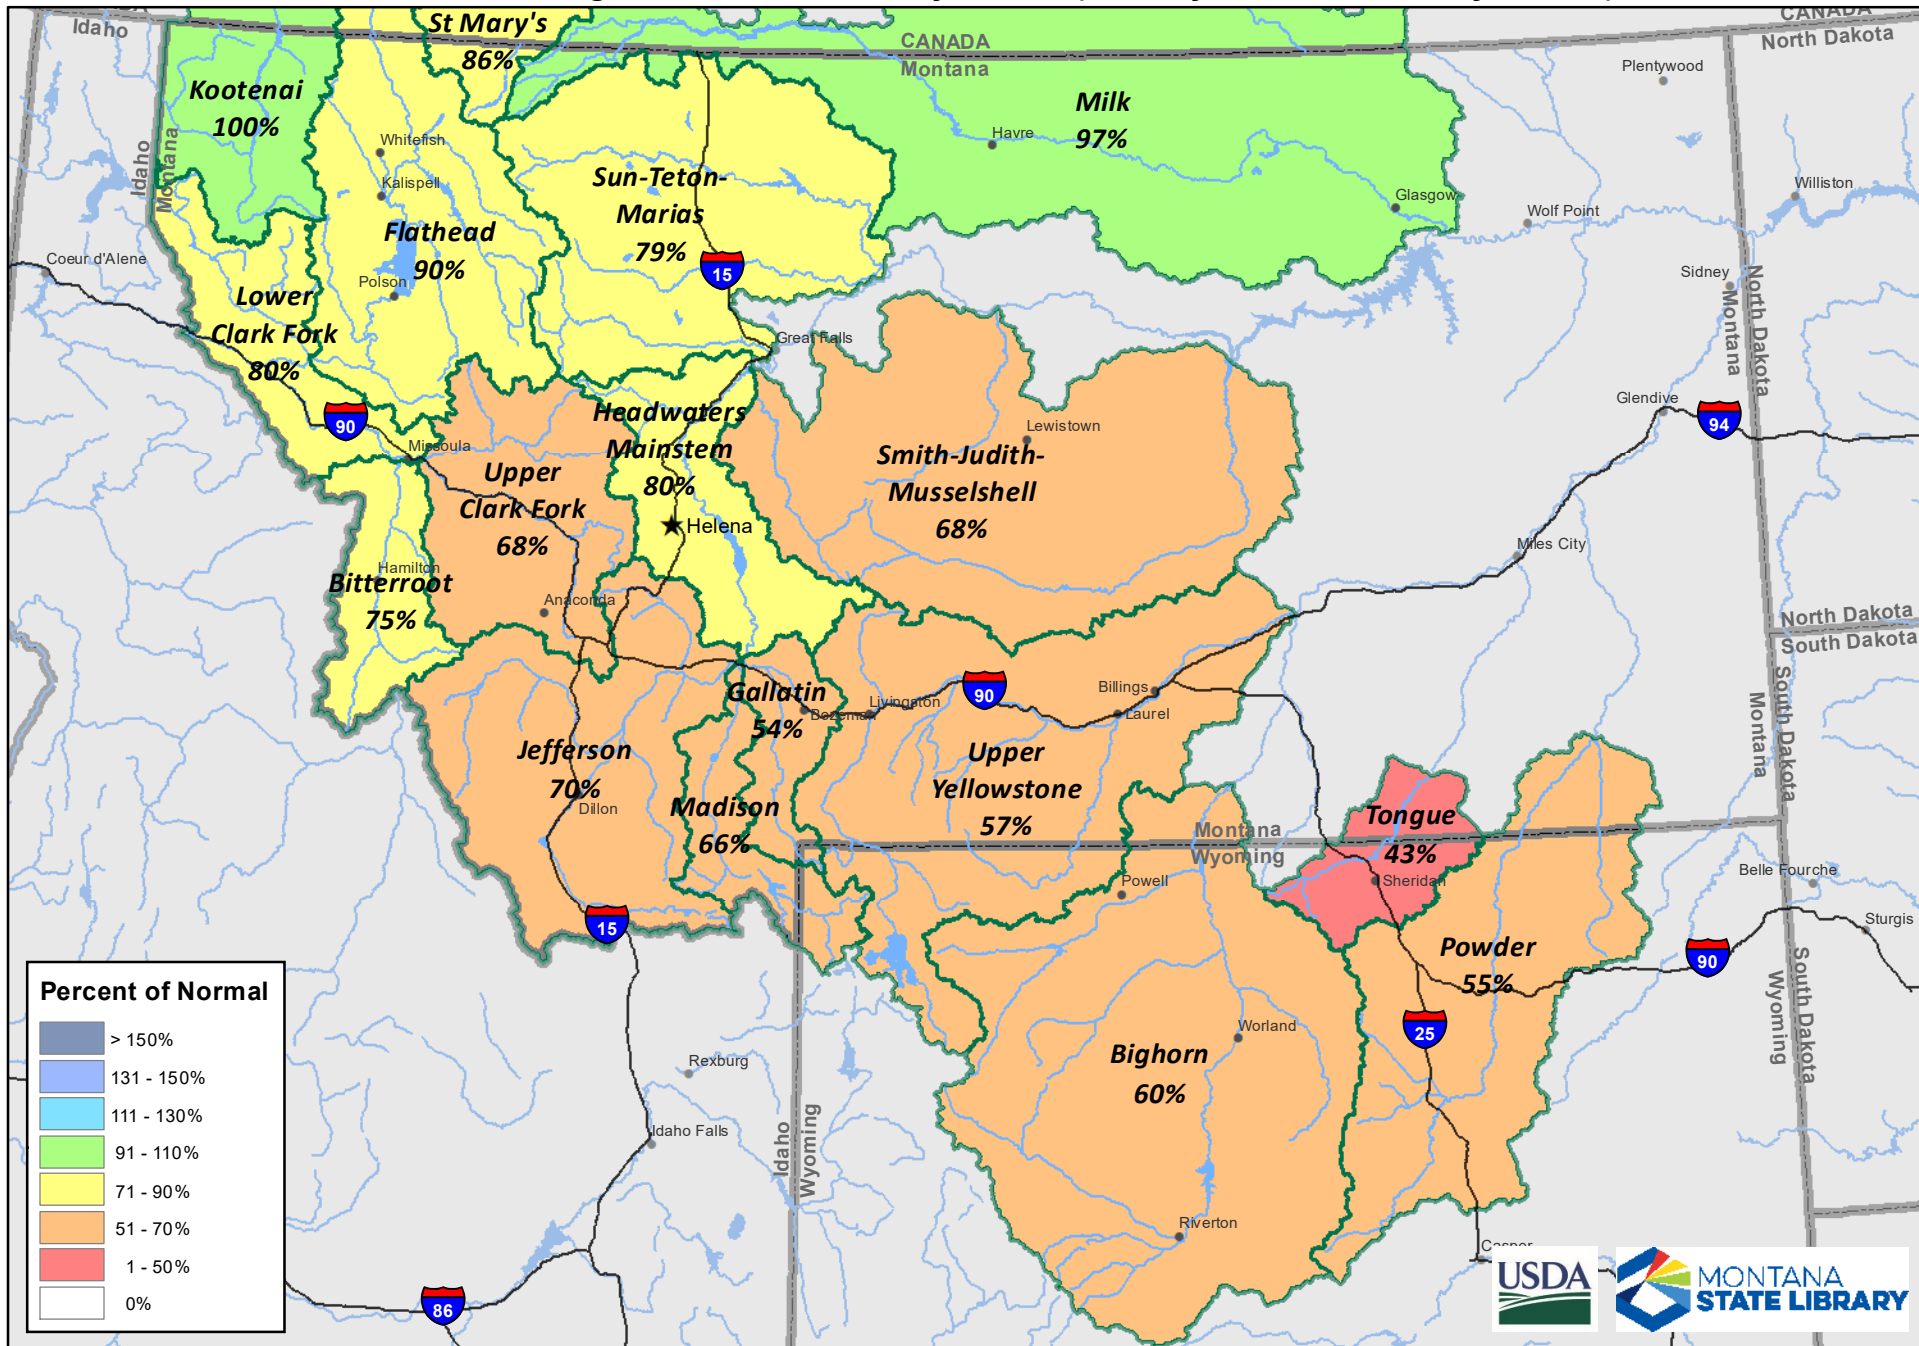 CANADA
Idaho
St Mary's
86%
CANADA
Montana
CANADA
North Dakota
Plentywood
Kootenai
100%
Milk
97%
Havre
Whitefish
Idaho
Montana
Kalispell
Sun-Teton-
Marias
79%
Glasgow
Williston
Wolf Point
Flathead
90%
15
Coeur d'Alene
Polson
Sidney
Montana
North Dakota
Lower
Clark Fork
80%
Great Falls
90
Headwaters
Mainstem
80%
Missoula
Lewistown
Glendive
94
Upper
Clark Fork
68%
Helena
Smith-Judith-
Musselshell
68%
Miles City
Hamilton
Bitterroot
75%
Anaconda
North Dakota
South Dakota
Gallatin
54%
Bozeman
Livingston
90
Billings
Laurel
Montana
South Dakota
Jefferson
70%
Dillon
Madison
66%
Upper
Yellowstone
57%
Tongue
43%
Montana
Wyoming
Sheridan
Powell
Belle Fourche
Sturgis
15
Powder
55%
90
South Dakota
Wyoming
25
Worland
Bighorn
60%
Rexburg
Idaho Falls
Idaho
Wyoming
Riverton
Casper
86
Percent of Normal
> 150%
131 - 150%
111 - 130%
91 - 110%
71 - 90%
51 - 70%
1 - 50%
0%
USDA
MONTANA
STATE LIBRARY